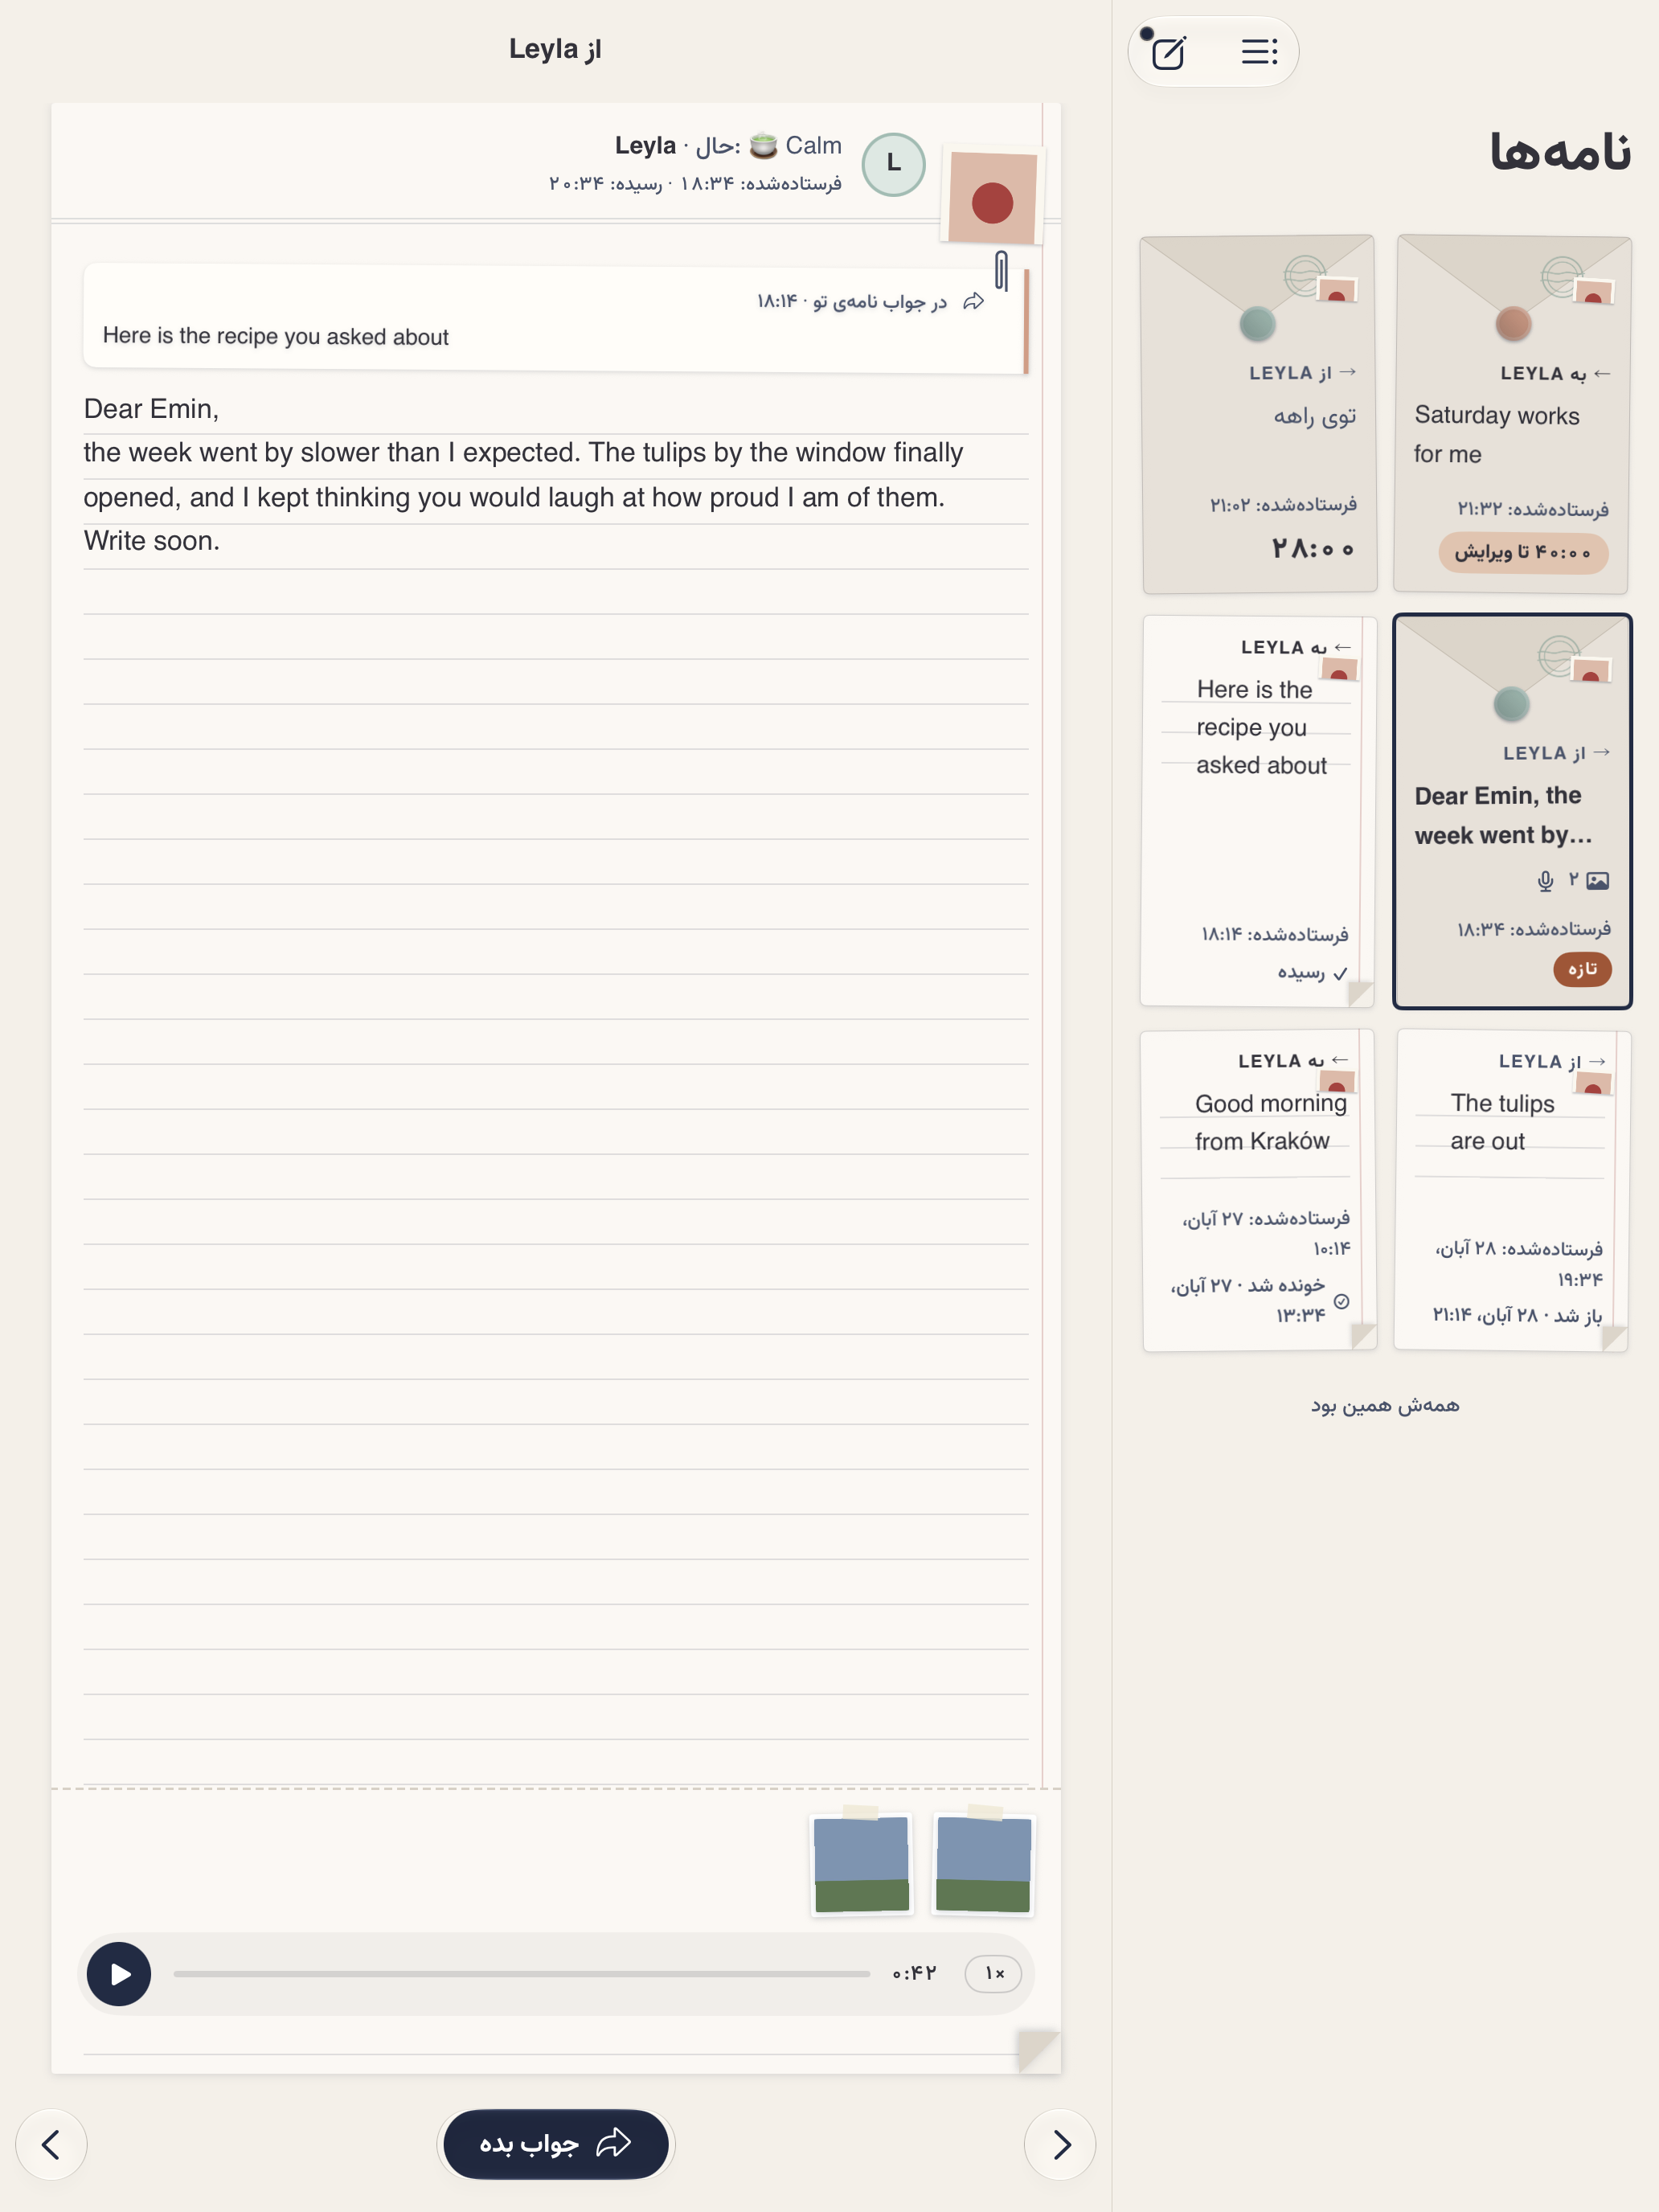 از Leyla
Leyla · حال: 🍵 Calm
فرستاده‌شده: ۱۸:۳۴ · رسیده: ۲۰:۳۴
L
در جواب نامه‌ی تو · ۱۸:۱۴
Here is the recipe you asked about
Dear Emin,
the week went by slower than I expected. The tulips by the window finally
opened, and I kept thinking you would laugh at how proud I am of them.
Write soon.
۰:۴۲
۱×
جواب بده
نامه‌ها
← به LEYLA
Saturday works
for me
فرستاده‌شده: ۲۱:۳۲
۴۰:۰۰ تا ویرایش
→ از LEYLA
توی راهه
فرستاده‌شده: ۲۱:۰۲
۲۸:۰۰
→ از LEYLA
Dear Emin, the
week went by…
۲
فرستاده‌شده: ۱۸:۳۴
تازه
← به LEYLA
Here is the
recipe you
asked about
فرستاده‌شده: ۱۸:۱۴
رسیده
→ از LEYLA
The tulips
are out
فرستاده‌شده: ۲۸ آبان،
۱۹:۳۴
باز شد · ۲۸ آبان، ۲۱:۱۴
← به LEYLA
Good morning
from Kraków
فرستاده‌شده: ۲۷ آبان،
۱۰:۱۴
خونده شد · ۲۷ آبان،
۱۳:۳۴
همه‌ش همین بود